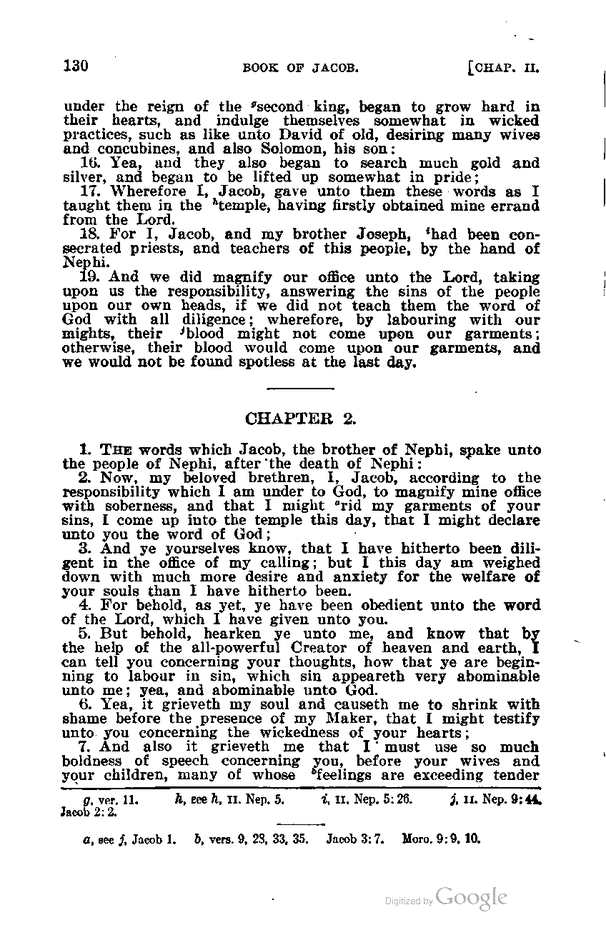 130 BOOK OF JACOB. [CHAP. II.
under the reign of the ᵍsecond king, began to grow hard in
their hearts, and indulge themselves somewhat in wicked
practices, such as like unto David of old, desiring many wives
and concubines, and also Solomon, his son:
16. Yea, and they also began to search much gold and
silver, and began to be lifted up somewhat in pride;
17. Wherefore I, Jacob, gave unto them these words as I
taught them in the ʰtemple, having firstly obtained mine errand
from the Lord.
18. For I, Jacob, and my brother Joseph, ⁱhad been con-
secrated priests, and teachers of this people, by the hand of
Nephi.
19. And we did magnify our office unto the Lord, taking
upon us the responsibility, answering the sins of the people
upon our own heads, if we did not teach them the word of
God with all diligence; wherefore, by labouring with our
mights, their ʲblood might not come upon our garments;
otherwise, their blood would come upon our garments, and
we would not be found spotless at the last day.
CHAPTER 2.
1. THE words which Jacob, the brother of Nephi, spake unto
the people of Nephi, after the death of Nephi:
2. Now, my beloved brethren, I, Jacob, according to the
responsibility which I am under to God, to magnify mine office
with soberness, and that I might ᵃrid my garments of your
sins, I come up into the temple this day, that I might declare
unto you the word of God;
3. And ye yourselves know, that I have hitherto been dili-
gent in the office of my calling; but I this day am weighed
down with much more desire and anxiety for the welfare of
your souls than I have hitherto been.
4. For behold, as yet, ye have been obedient unto the word
of the Lord, which I have given unto you.
5. But behold, hearken ye unto me, and know that by
the help of the all-powerful Creator of heaven and earth, I
can tell you concerning your thoughts, how that ye are begin-
ning to labour in sin, which sin appeareth very abominable
unto me; yea, and abominable unto God.
6. Yea, it grieveth my soul and causeth me to shrink with
shame before the presence of my Maker, that I might testify
unto you concerning the wickedness of your hearts;
7. And also it grieveth me that I must use so much
boldness of speech concerning you, before your wives and
your children, many of whose ᵇfeelings are exceeding tender
g, ver. 11. h, see h, II. Nep. 5. i, II. Nep. 5:26. j, II. Nep. 9:44.
Jacob 2:2.
a, see j, Jacob 1. b, vers. 9, 28, 33, 35. Jacob 3:7. Moro. 9:9, 10.
Digitized by Google